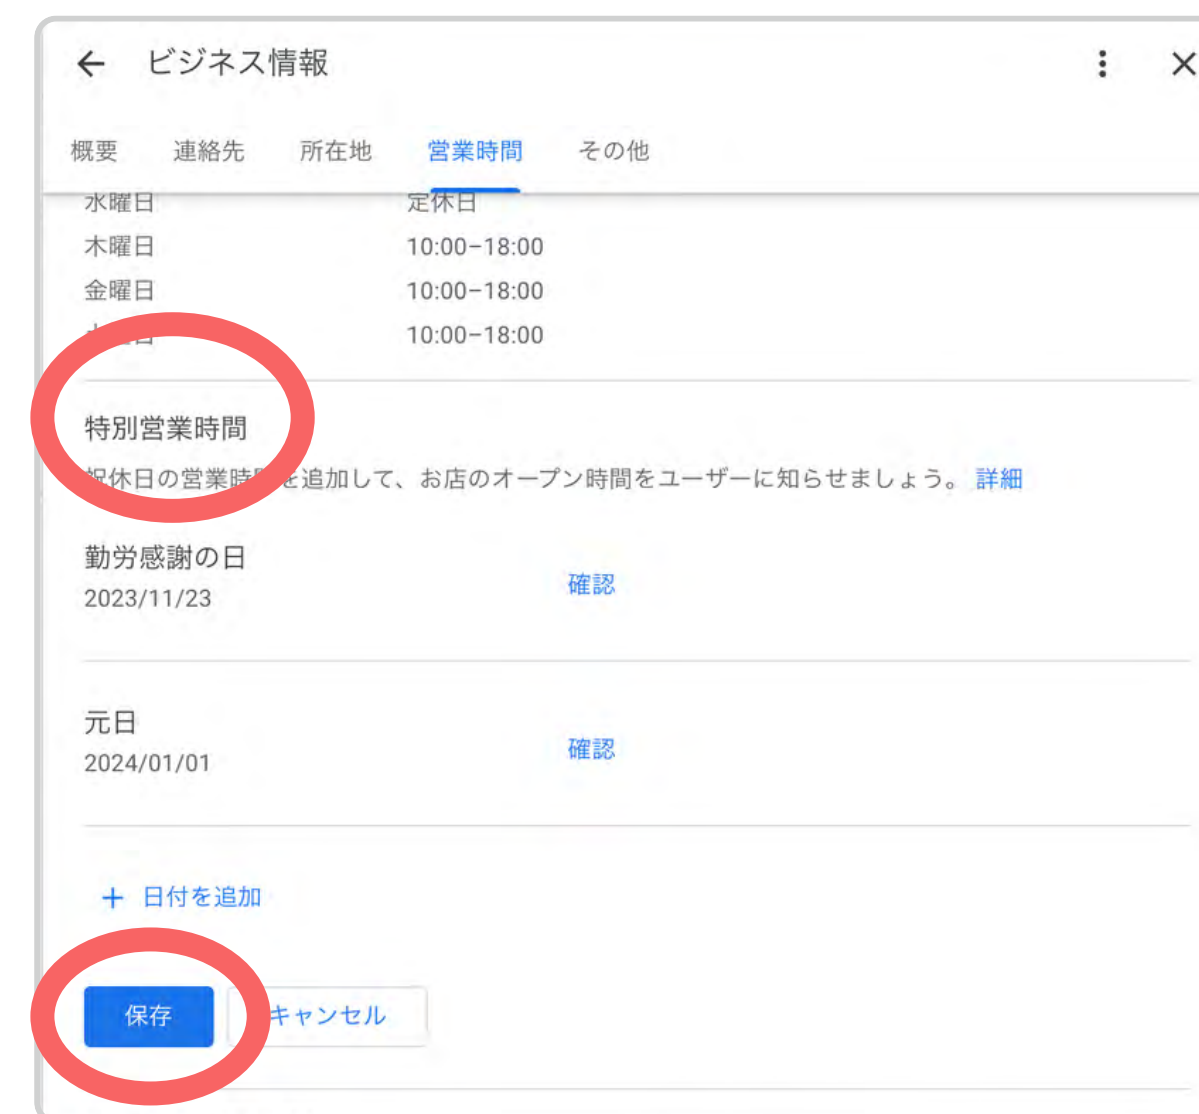 ビジネス情報
概要 連絡先 所在地 営業時間 その他
水曜日 定休日
木曜日 10:00–18:00
金曜日 10:00–18:00
10:00–18:00
特別営業時間
祝休日の営業時間を追加して、お店のオープン時間をユーザーに知らせましょう。 詳細
勤労感謝の日
2023/11/23
確認
元日
2024/01/01
確認
+ 日付を追加
保存 キャンセル